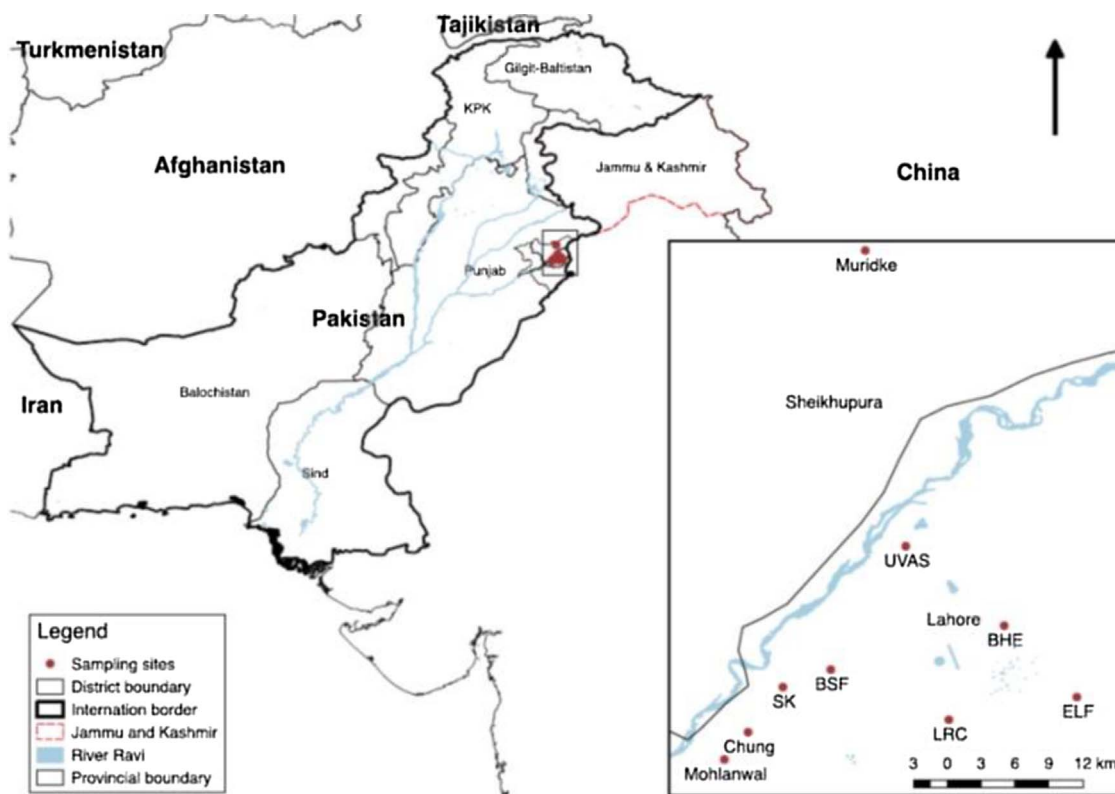 Turkmenistan
Tajikistan
Gilgit-Baltistan
KPK
Afghanistan
Jammu & Kashmir
China
Punjab
Pakistan
Balochistan
Iran
Sind
Muridke
Sheikhupura
UVAS
Lahore
BHE
BSF
SK
ELF
LRC
Chung
Mohlanwal
3 0 3 6 9 12 km
Legend
Sampling sites
District boundary
Internation border
Jammu and Kashmir
River Ravi
Provincial boundary